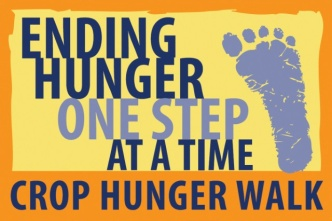 ENDING
HUNGER
ONE STEP
AT A TIME
CROP HUNGER WALK